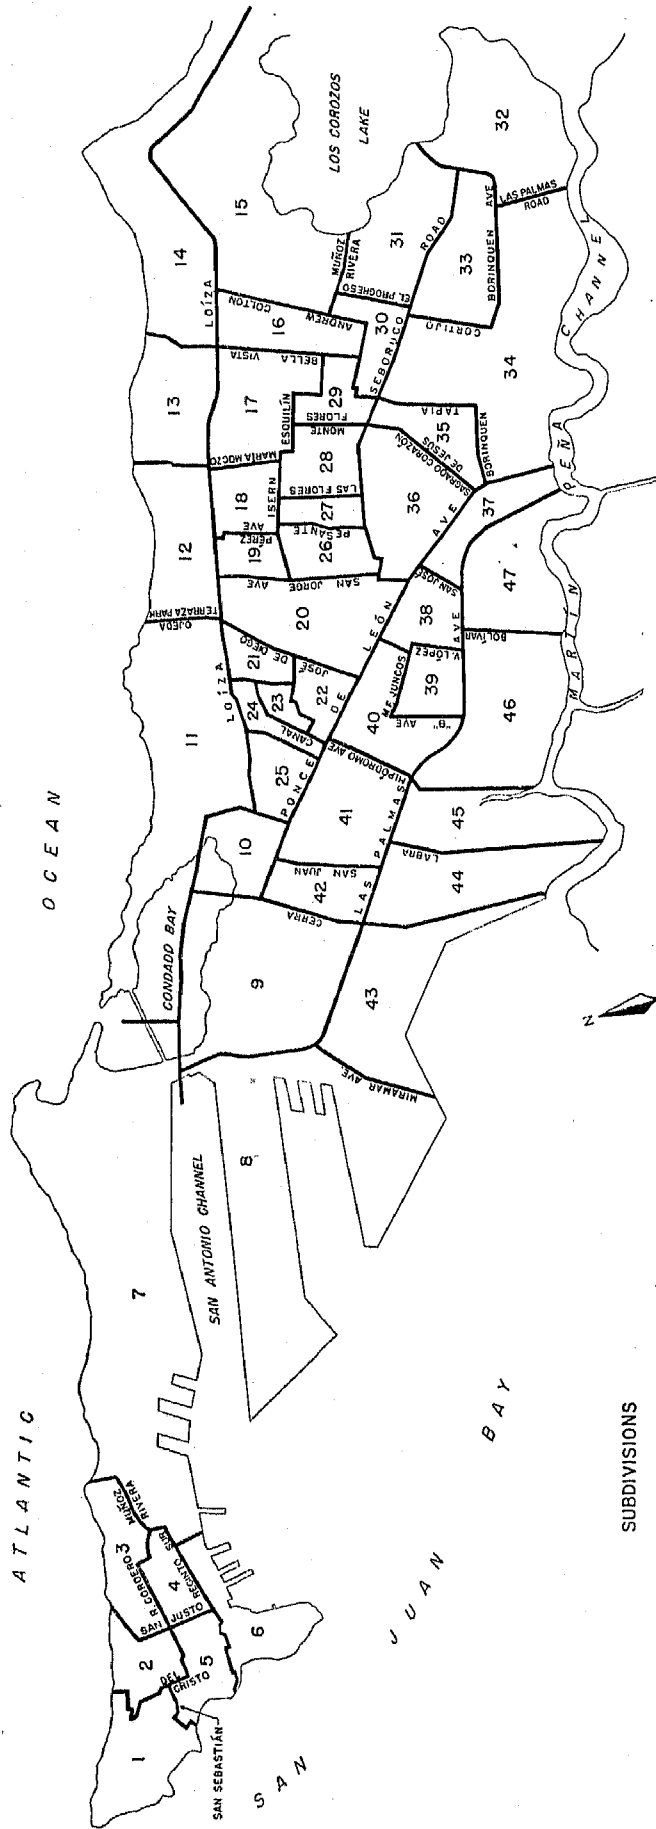 ATLANTIC
OCEAN
SAN
JUAN
BAY
SAN ANTONIO CHANNEL
CONDADO BAY
LOS COROZOS
LAKE
MARTÍN
PEÑA
CHANNEL
1
2
3
4
5
6
7
8
9
10
11
12
13
14
15
16
17
18
19
20
21
22
23
24
25
26
27
28
29
30
31
32
33
34
35
36
37
38
39
40
41
42
43
44
45
46
47
SAN SEBASTIÁN
DEL
CRISTO
SAN JUSTO
R. CORDERO
MUÑOZ
RIVERA
RECINTO SUR
MIRAMAR AVE.
CERRA
SAN JUAN
LAS PALMAS
LABRA
HIPÓDROMO AVE
PONCE DE LEÓN AVE
CANAL
JOSÉ DE DIEGO
LOÍZA
OJEDA
TERRAZA PARK
SAN JORGE AVE
PÉREZ AVE
PESANTE
LAS FLORES
ISERN
MARÍA MOCZO
ESQUILÍN
MONTE FLORES
BELLA VISTA
LOÍZA
ANDREW COLTON
MUÑOZ
RIVERA
EL PROGRESO
SEBORUCO ROAD
CORTIJO
BORINQUEN AVE
LAS PALMAS
ROAD
TAPIA
BORINQUEN
SAGRADO CORAZÓN
DE JESÚS
SAN JOSÉ
V. LÓPEZ
AVE
BOLÍVAR
M.F. JUNCOS
AVE "B"
N
SUBDIVISIONS